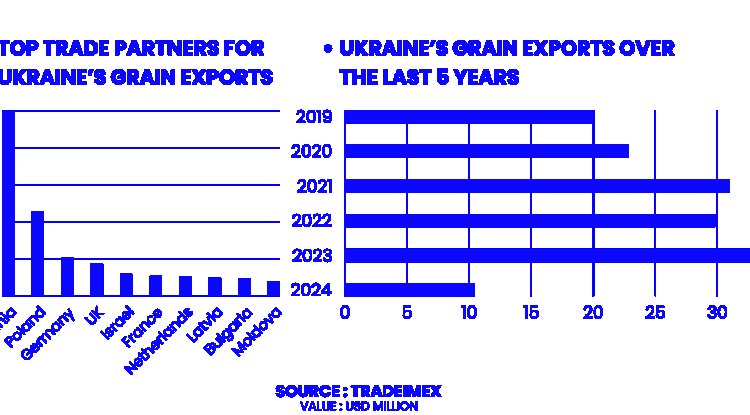 TOP TRADE PARTNERS FOR
UKRAINE'S GRAIN EXPORTS
Poland
Germany
UK
Israel
France
Netherlands
Latvia
Bulgaria
Moldova
• UKRAINE'S GRAIN EXPORTS OVER
THE LAST 5 YEARS
2019
2020
2021
2022
2023
2024
0 5 10 15 20 25 30
SOURCE : TRADEIMEX
VALUE : USD MILLION